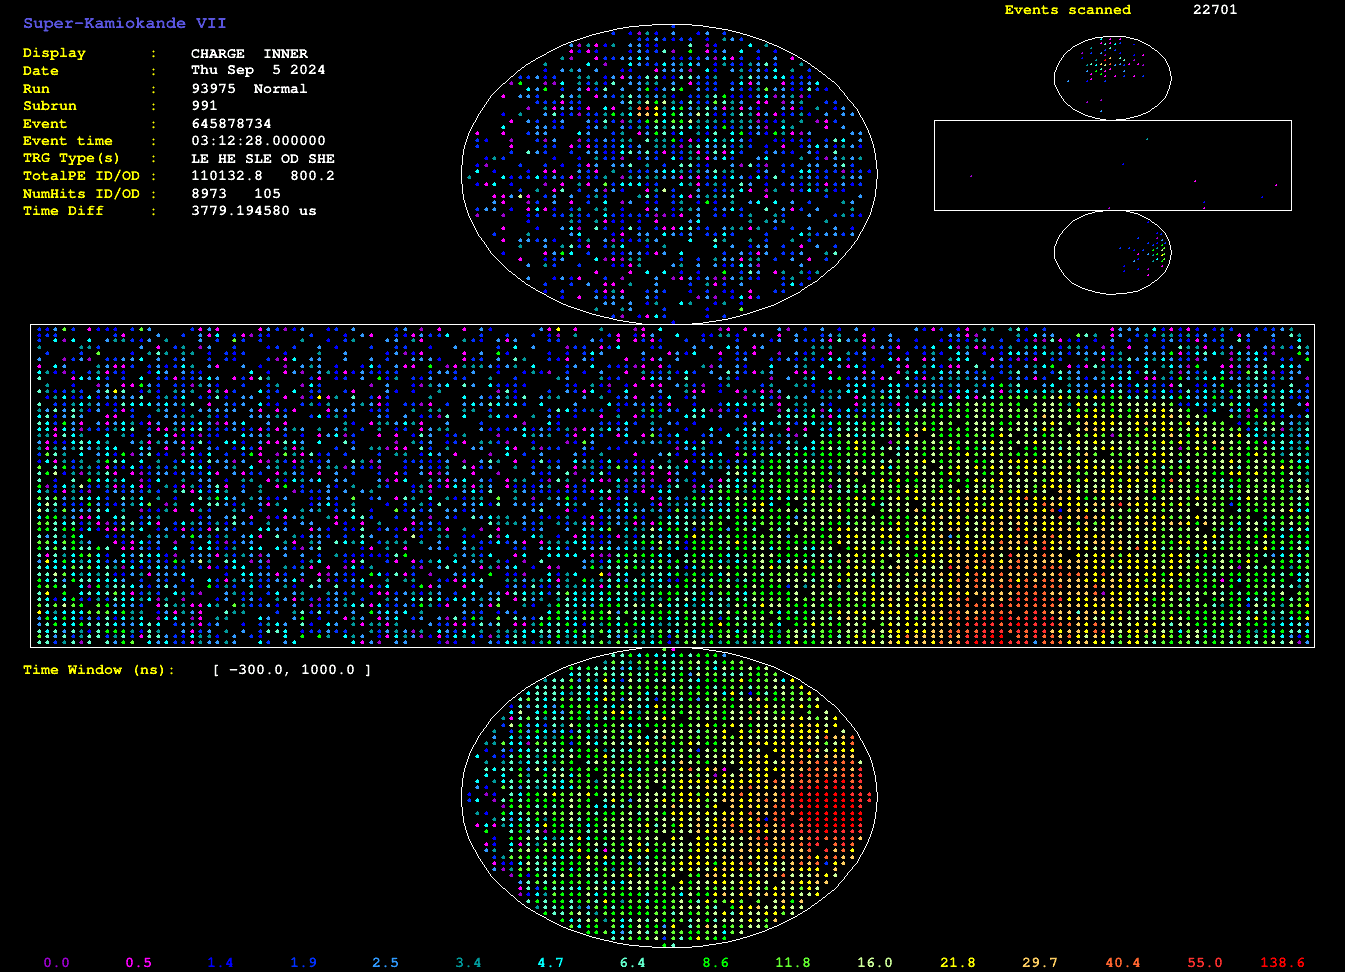 Super-Kamiokande VII
Events scanned 22701
Display : CHARGE INNER
Date : Thu Sep 5 2024
Run : 93975 Normal
Subrun : 991
Event : 645878734
Event time : 03:12:28.000000
TRG Type(s) : LE HE SLE OD SHE
TotalPE ID/OD : 110132.8 800.2
NumHits ID/OD : 8973 105
Time Diff : 3779.194580 us
Time Window (ns): [ -300.0, 1000.0 ]
0.0 0.5 1.4 1.9 2.5 3.4 4.7 6.4 8.6 11.8 16.0 21.8 29.7 40.4 55.0 138.6